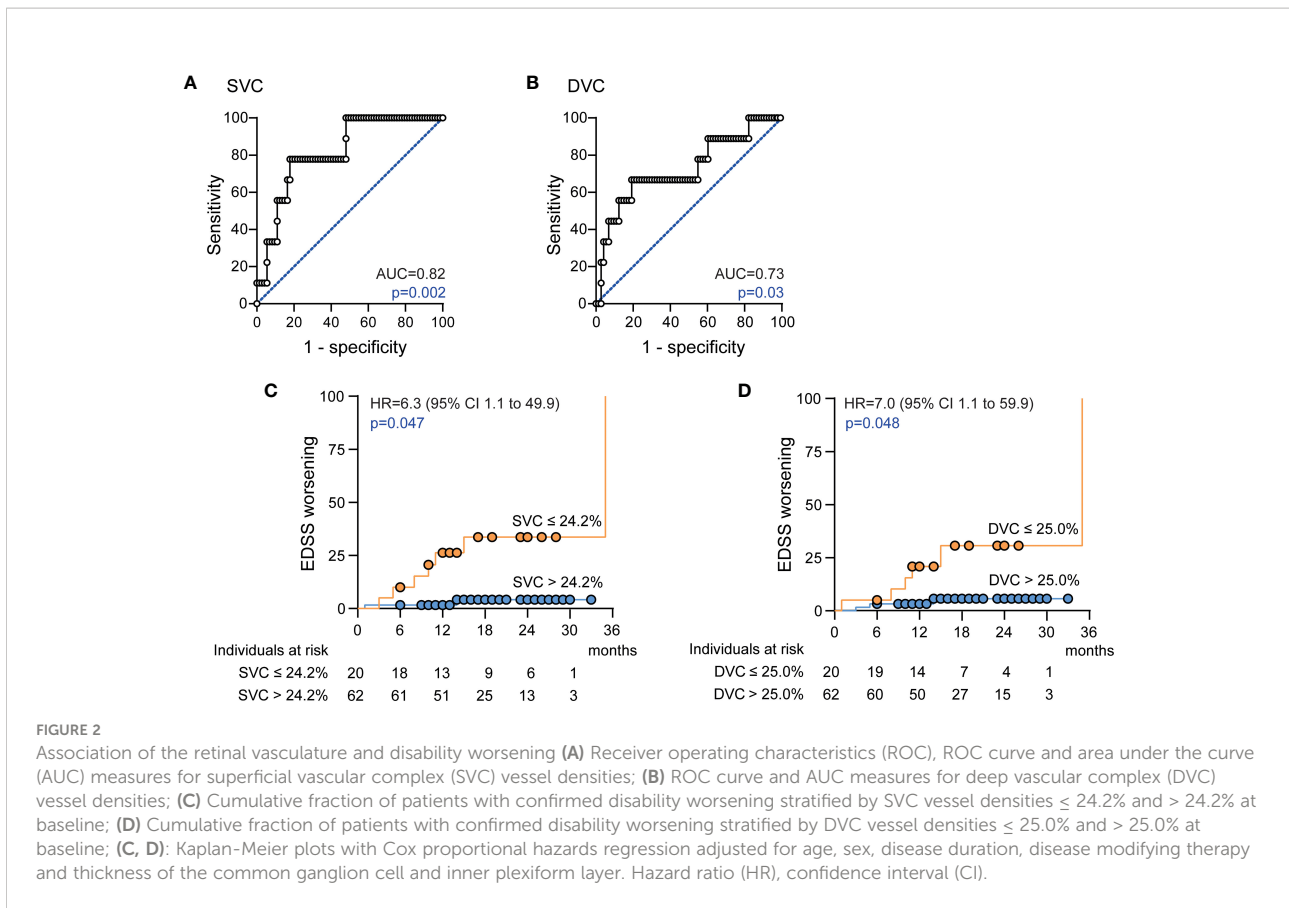 A SVC
100
80
60
40
20
0
Sensitivity
AUC=0.82
p=0.002
0 20 40 60 80 100
1 - specificity
B DVC
100
80
60
40
20
0
Sensitivity
AUC=0.73
p=0.03
0 20 40 60 80 100
1 - specificity
C
HR=6.3 (95% CI 1.1 to 49.9)
p=0.047
100
75
50
25
0
EDSS worsening
SVC ≤ 24.2%
SVC > 24.2%
0 6 12 18 24 30 36
months
Individuals at risk
SVC ≤ 24.2% 20 18 13 9 6 1
SVC > 24.2% 62 61 51 25 13 3
D
HR=7.0 (95% CI 1.1 to 59.9)
p=0.048
100
75
50
25
0
EDSS worsening
DVC ≤ 25.0%
DVC > 25.0%
0 6 12 18 24 30 36
months
Individuals at risk
DVC ≤ 25.0% 20 19 14 7 4 1
DVC > 25.0% 62 60 50 27 15 3
FIGURE 2
Association of the retinal vasculature and disability worsening (A) Receiver operating characteristics (ROC), ROC curve and area under the curve
(AUC) measures for superficial vascular complex (SVC) vessel densities; (B) ROC curve and AUC measures for deep vascular complex (DVC)
vessel densities; (C) Cumulative fraction of patients with confirmed disability worsening stratified by SVC vessel densities ≤ 24.2% and > 24.2% at
baseline; (D) Cumulative fraction of patients with confirmed disability worsening stratified by DVC vessel densities ≤ 25.0% and > 25.0% at
baseline; (C, D): Kaplan-Meier plots with Cox proportional hazards regression adjusted for age, sex, disease duration, disease modifying therapy
and thickness of the common ganglion cell and inner plexiform layer. Hazard ratio (HR), confidence interval (CI).